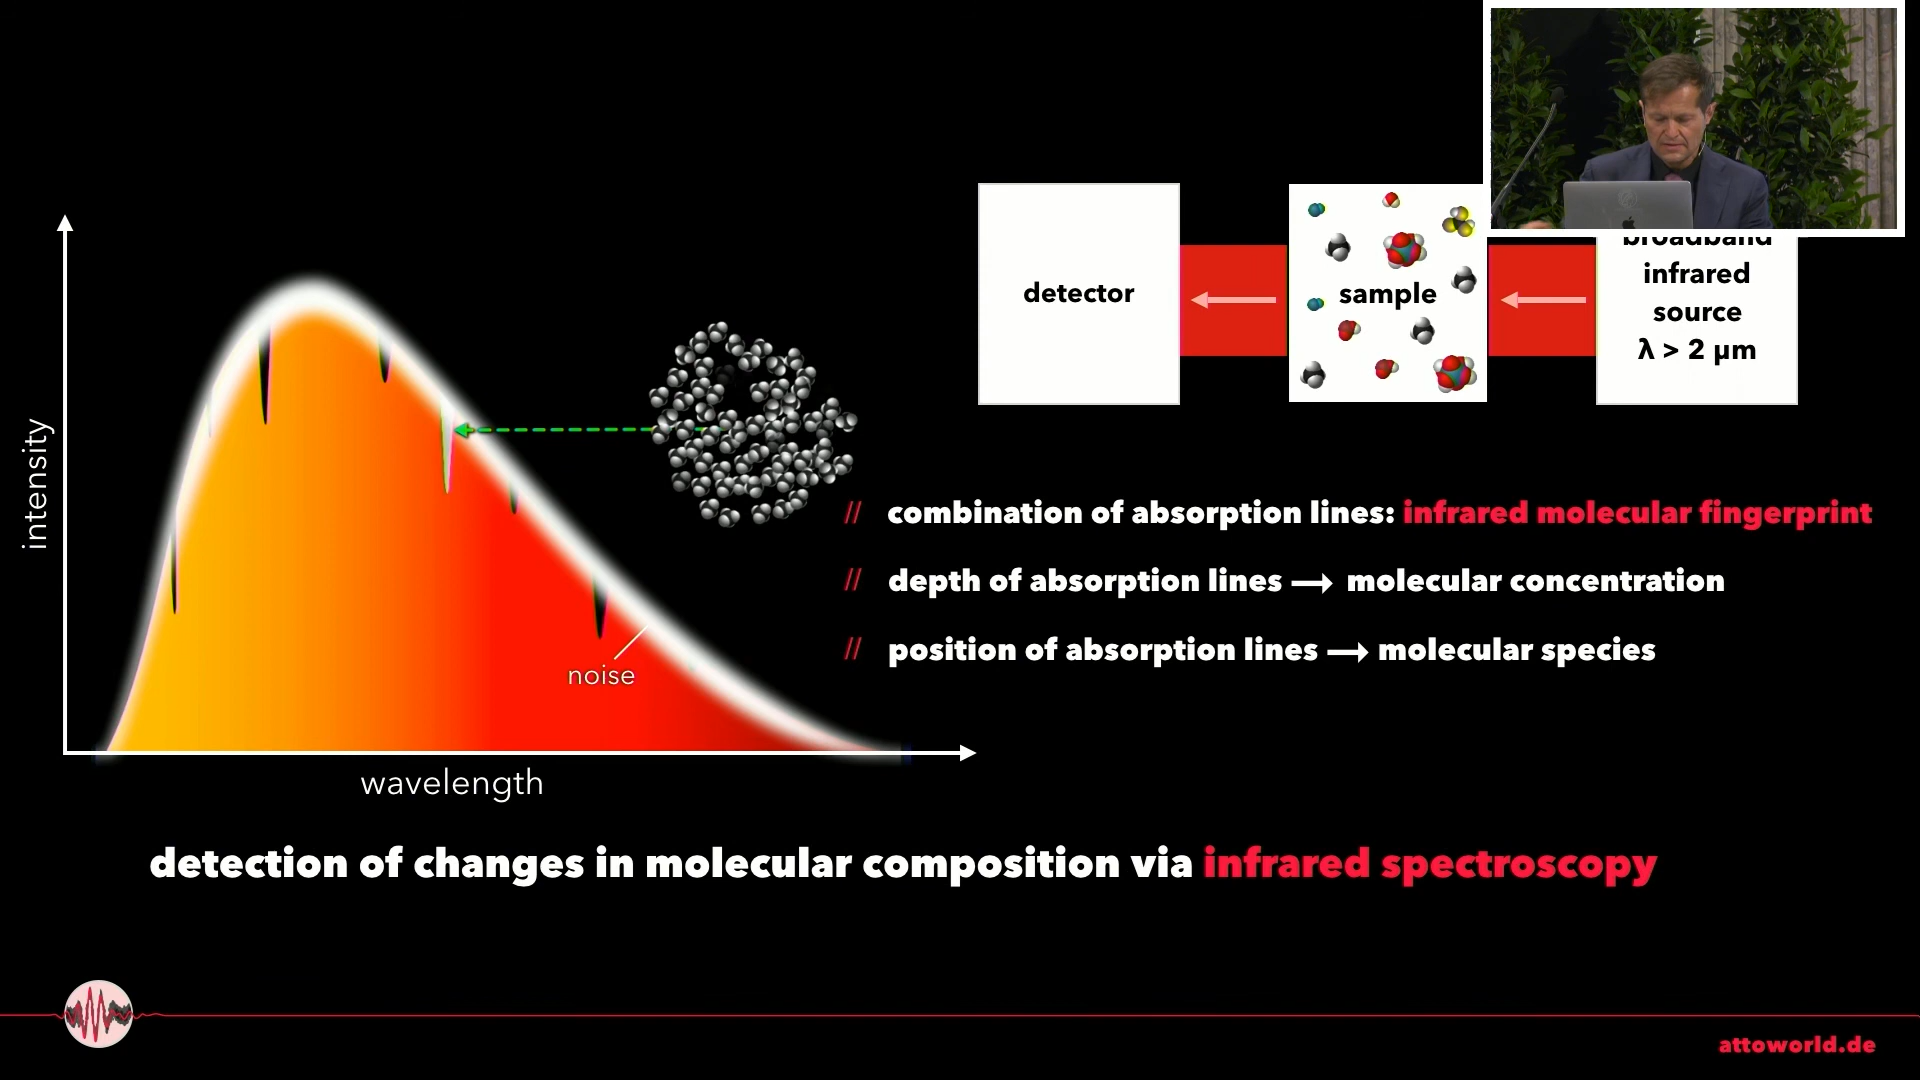 detector
sample
broadband
infrared
source
λ > 2 µm
intensity
// combination of absorption lines: infrared molecular fingerprint
// depth of absorption lines → molecular concentration
// position of absorption lines → molecular species
noise
wavelength
detection of changes in molecular composition via infrared spectroscopy
attoworld.de